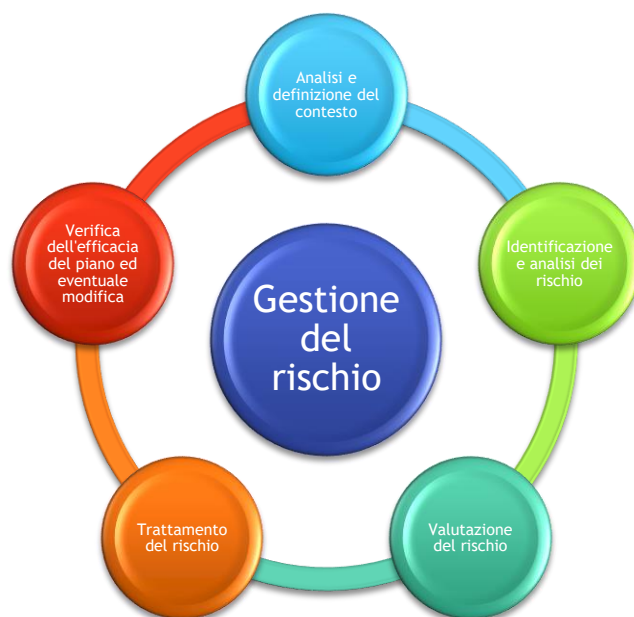 Analisi e
definizione del
contesto
Verifica
dell'efficacia
del piano ed
eventuale
modifica
Identificazione
e analisi dei
rischio
Gestione
del
rischio
Trattamento
del rischio
Valutazione
del rischio